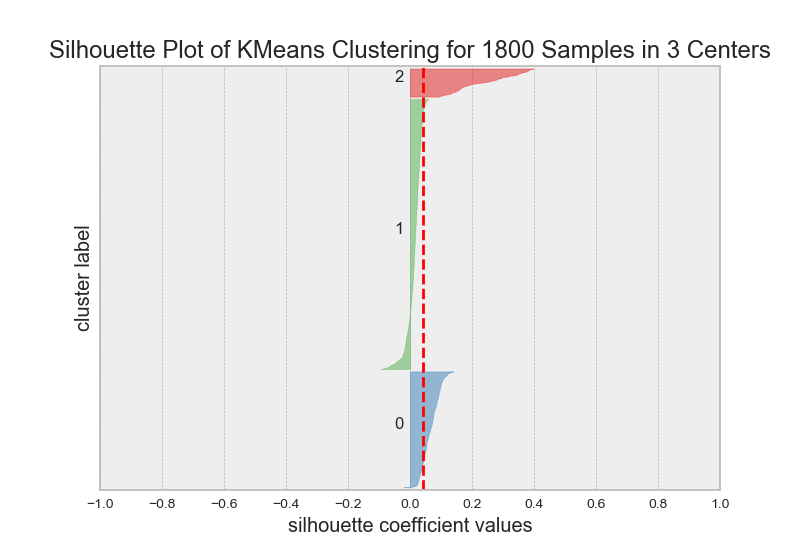 Silhouette Plot of KMeans Clustering for 1800 Samples in 3 Centers
2
1
0
cluster label
−1.0 −0.8 −0.6 −0.4 −0.2 0.0 0.2 0.4 0.6 0.8 1.0
silhouette coefficient values